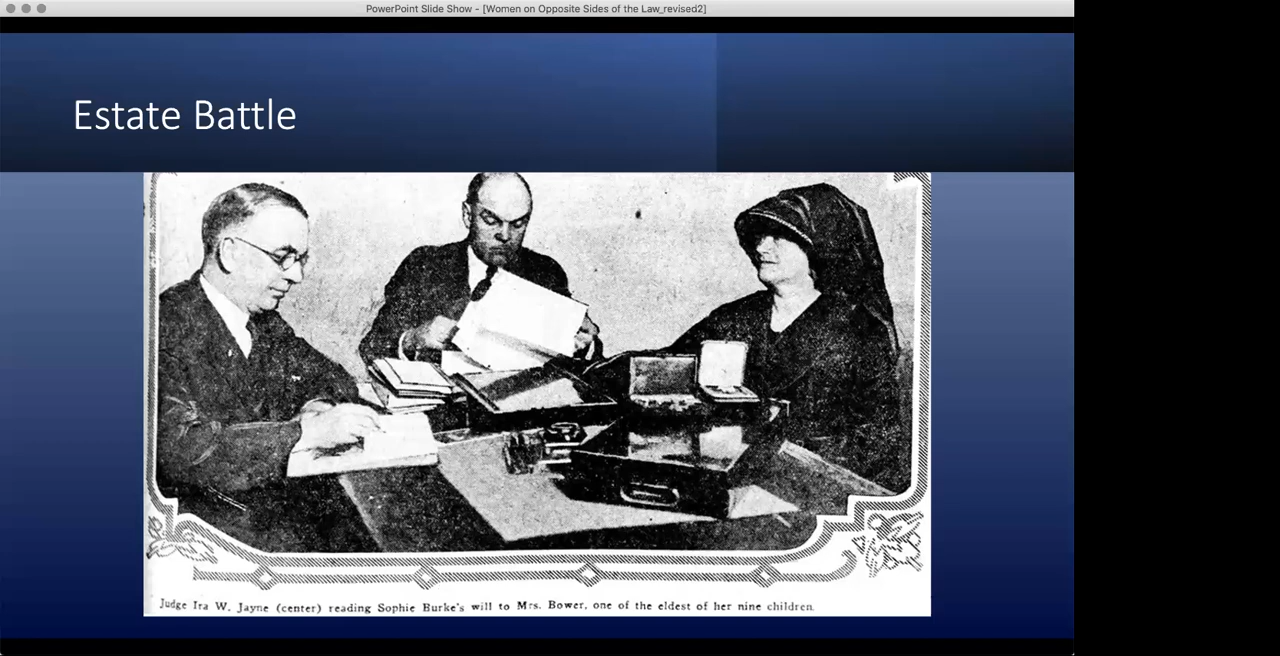 PowerPoint Slide Show - [Women on Opposite Sides of the Law_revised2]
Estate Battle
Judge Ira W. Jayne (center) reading Sophie Burke's will to Mrs. Bower, one of the eldest of her nine children.